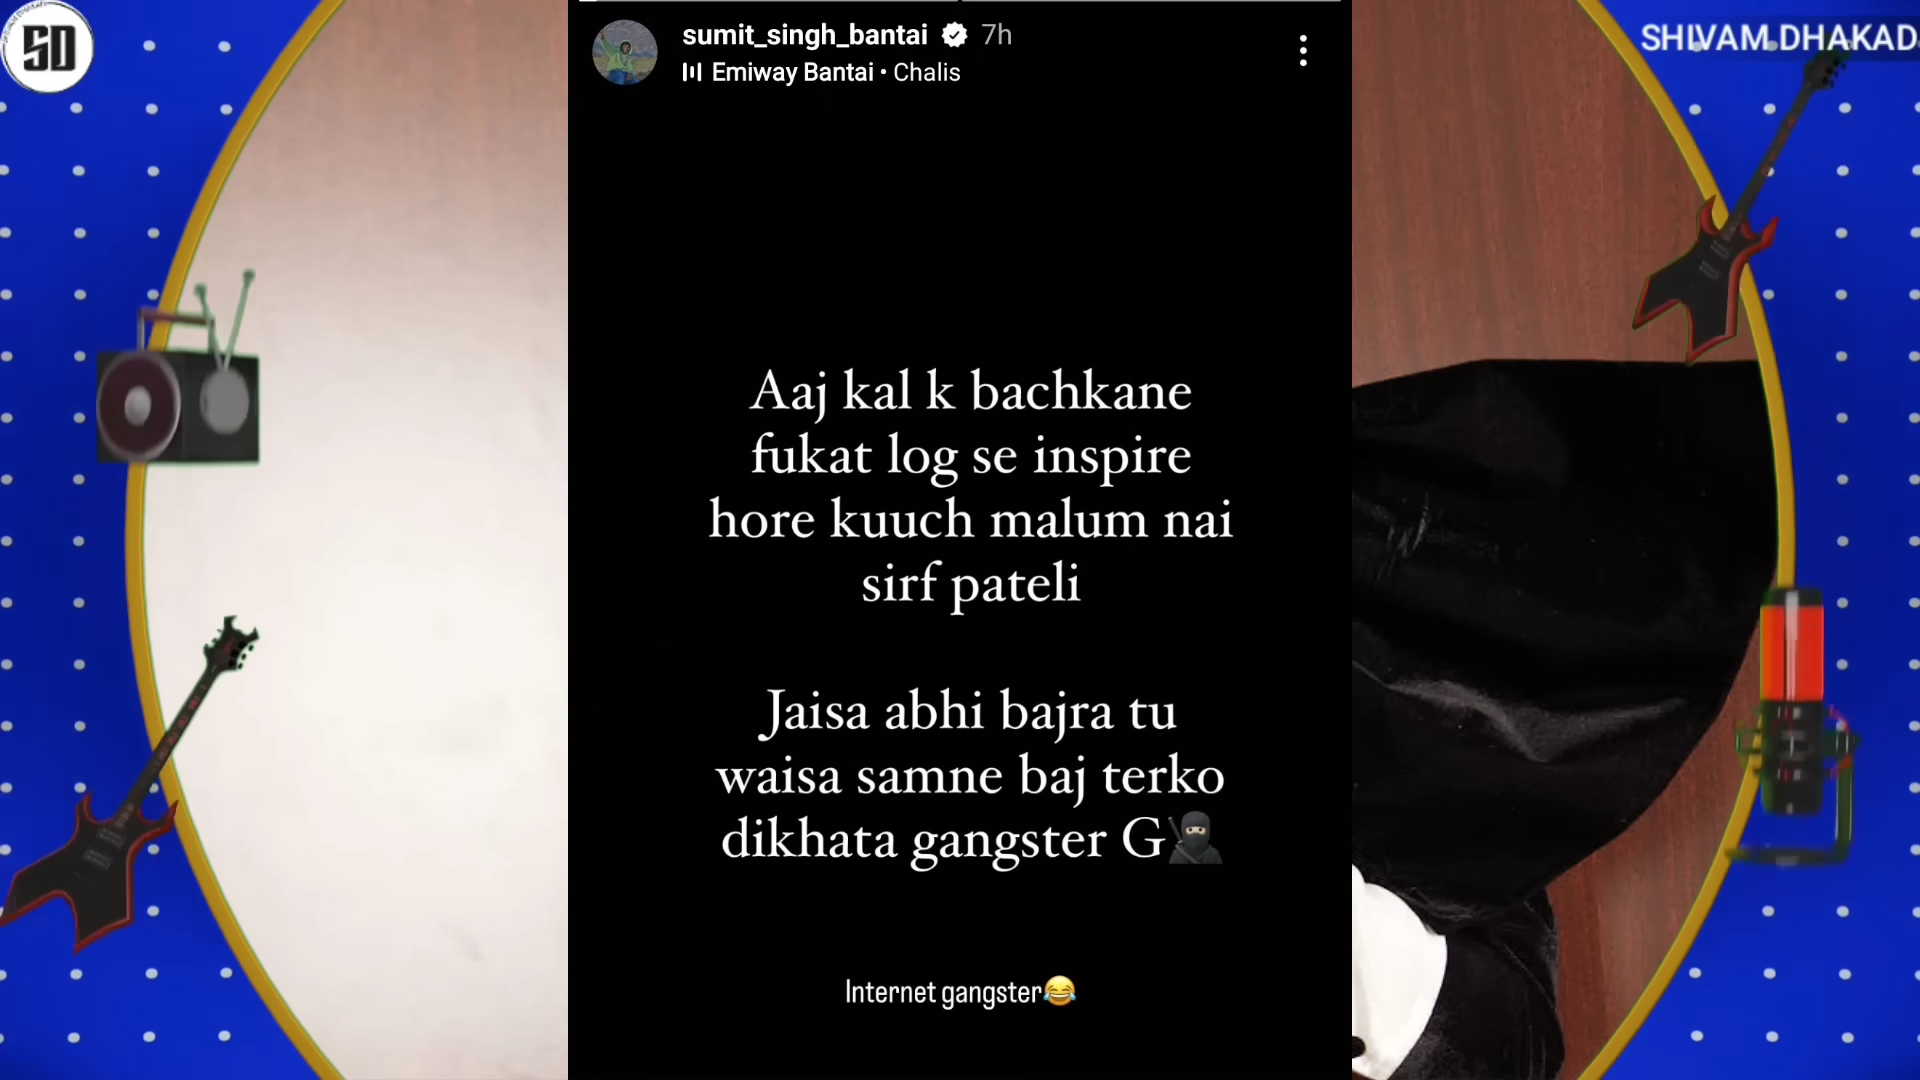 SD
SHIVAM DHAKAD
sumit_singh_bantai 7h
Emiway Bantai • Chalis
Aaj kal k bachkane
fukat log se inspire
hore kuuch malum nai
sirf pateli
Jaisa abhi bajra tu
waisa samne baj terko
dikhata gangster G🥷
Internet gangster😂